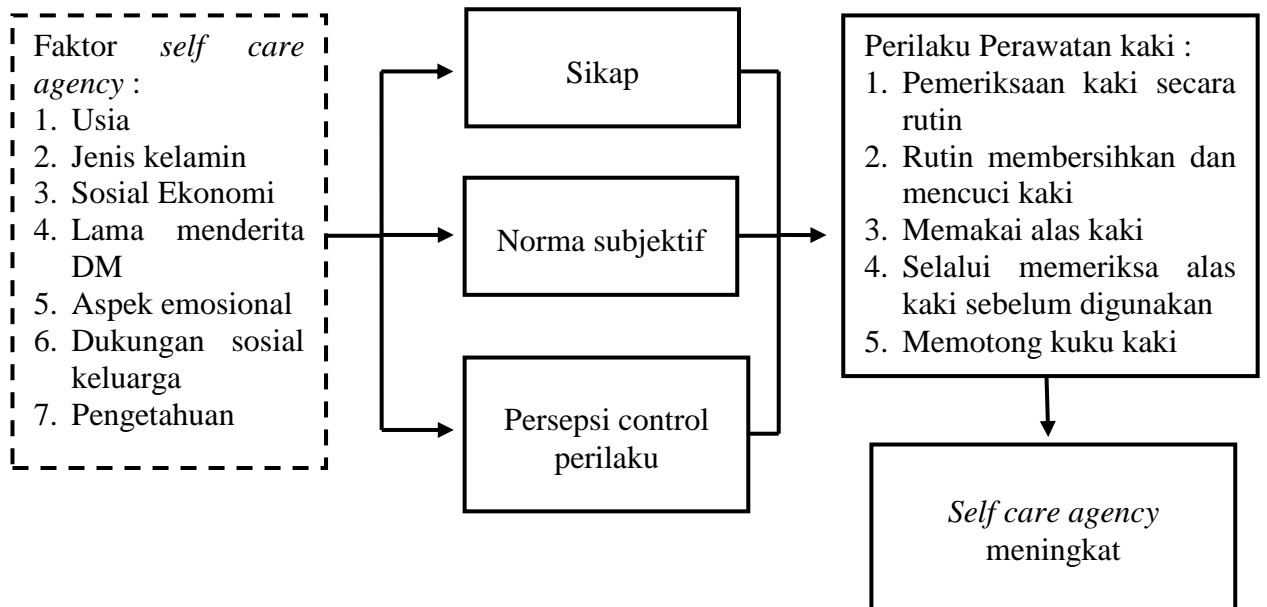 Faktor self care
agency :
1. Usia
2. Jenis kelamin
3. Sosial Ekonomi
4. Lama menderita
DM
5. Aspek emosional
6. Dukungan sosial
keluarga
7. Pengetahuan
Sikap
Norma subjektif
Persepsi control
perilaku
Perilaku Perawatan kaki :
1. Pemeriksaan kaki secara
rutin
2. Rutin membersihkan dan
mencuci kaki
3. Memakai alas kaki
4. Selalui memeriksa alas
kaki sebelum digunakan
5. Memotong kuku kaki
Self care agency
meningkat